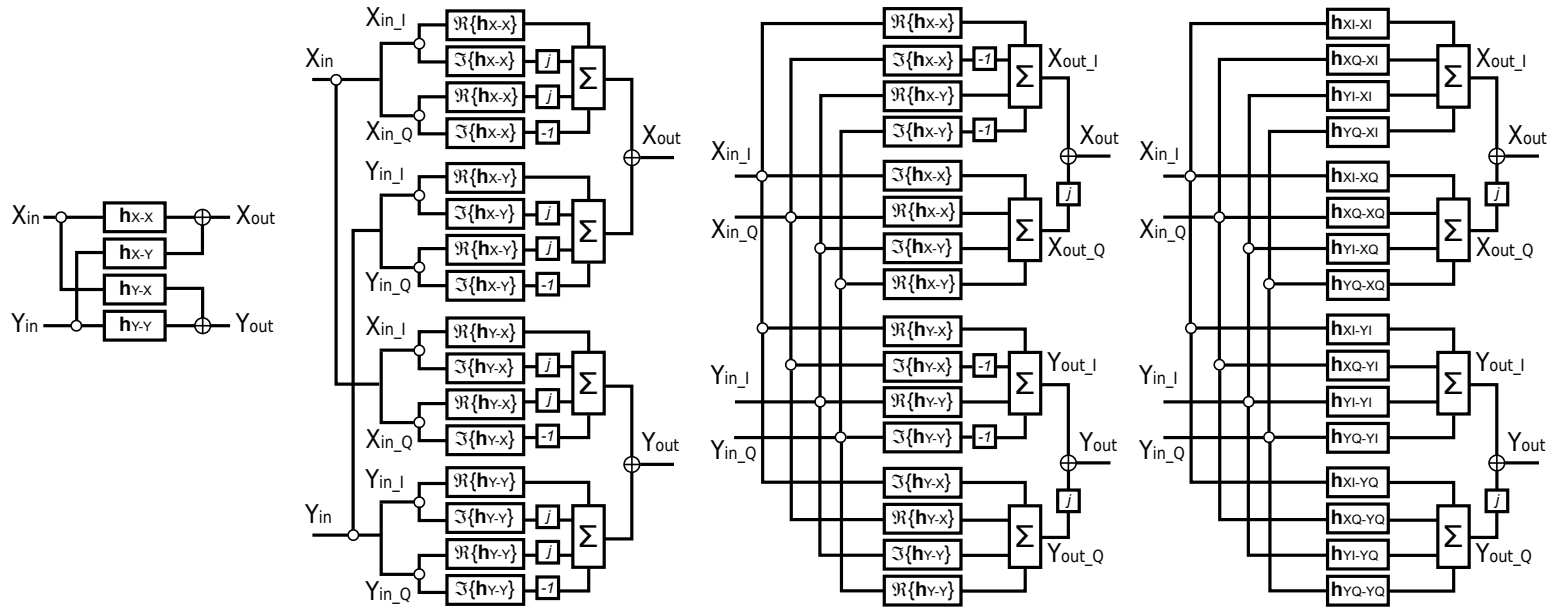 Xin
hX-X
Xout
hX-Y
hY-X
Yin
hY-Y
Yout
Xin
Xin_I
ℜ{hX-X}
ℑ{hX-X}
j
ℜ{hX-X}
j
Xin_Q
ℑ{hX-X}
-1
Σ
Yin_I
ℜ{hX-Y}
ℑ{hX-Y}
j
ℜ{hX-Y}
j
Yin_Q
ℑ{hX-Y}
-1
Σ
Xout
Xin_I
ℜ{hY-X}
ℑ{hY-X}
j
ℜ{hY-X}
j
Xin_Q
ℑ{hY-X}
-1
Σ
Yin
Yin_I
ℜ{hY-Y}
ℑ{hY-Y}
j
ℜ{hY-Y}
j
Yin_Q
ℑ{hY-Y}
-1
Σ
Yout
Xin_I
Xin_Q
Yin_I
Yin_Q
ℜ{hX-X}
ℑ{hX-X}
-1
ℜ{hX-Y}
ℑ{hX-Y}
-1
Σ
Xout_I
Xout
j
ℑ{hX-X}
ℜ{hX-X}
ℑ{hX-Y}
ℜ{hX-Y}
Σ
Xout_Q
ℜ{hY-X}
ℑ{hY-X}
-1
ℜ{hY-Y}
ℑ{hY-Y}
-1
Σ
Yout_I
Yout
j
ℑ{hY-X}
ℜ{hY-X}
ℑ{hY-Y}
ℜ{hY-Y}
Σ
Yout_Q
Xin_I
Xin_Q
Yin_I
Yin_Q
hXI-XI
hXQ-XI
hYI-XI
hYQ-XI
Σ
Xout_I
Xout
j
hXI-XQ
hXQ-XQ
hYI-XQ
hYQ-XQ
Σ
Xout_Q
hXI-YI
hXQ-YI
hYI-YI
hYQ-YI
Σ
Yout_I
Yout
j
hXI-YQ
hXQ-YQ
hYI-YQ
hYQ-YQ
Σ
Yout_Q